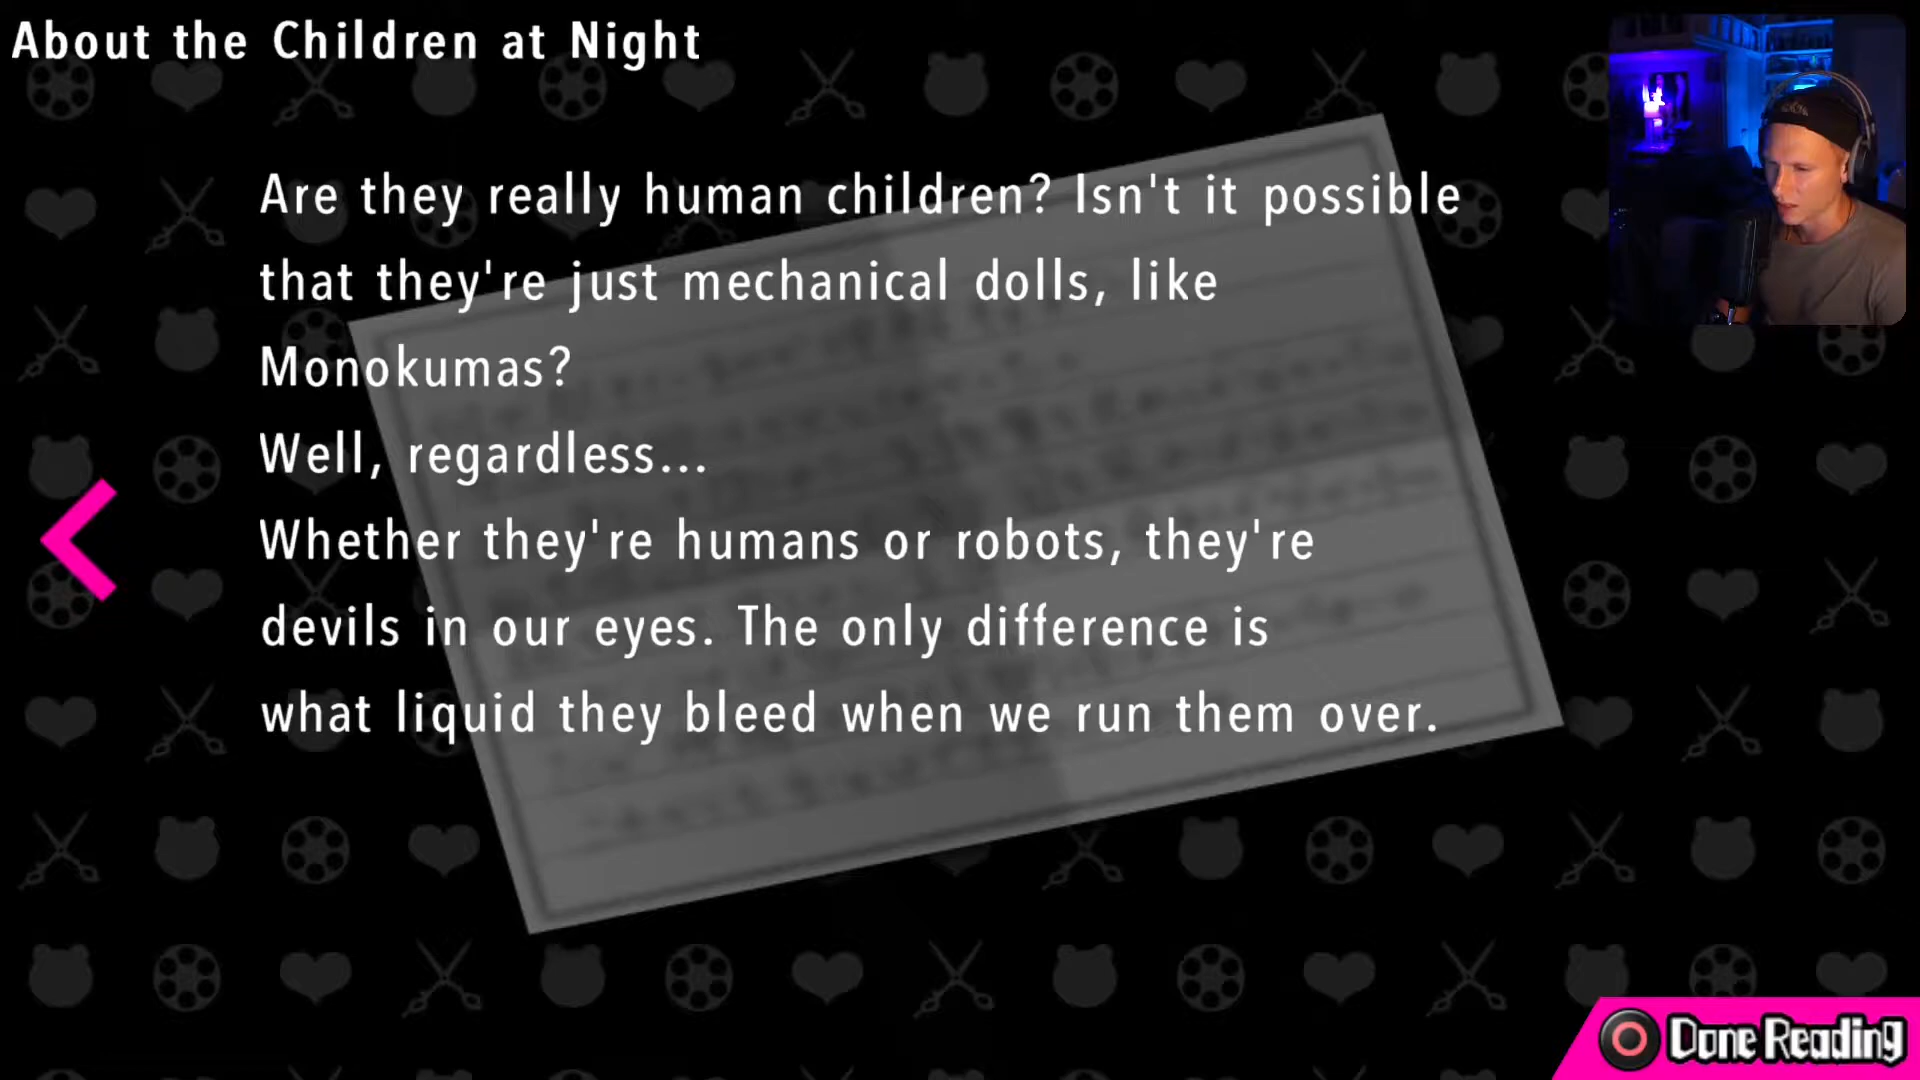 About the Children at Night
Are they really human children? Isn't it possible
that they're just mechanical dolls, like
Monokumas?
Well, regardless...
Whether they're humans or robots, they're
devils in our eyes. The only difference is
what liquid they bleed when we run them over.
Done Reading